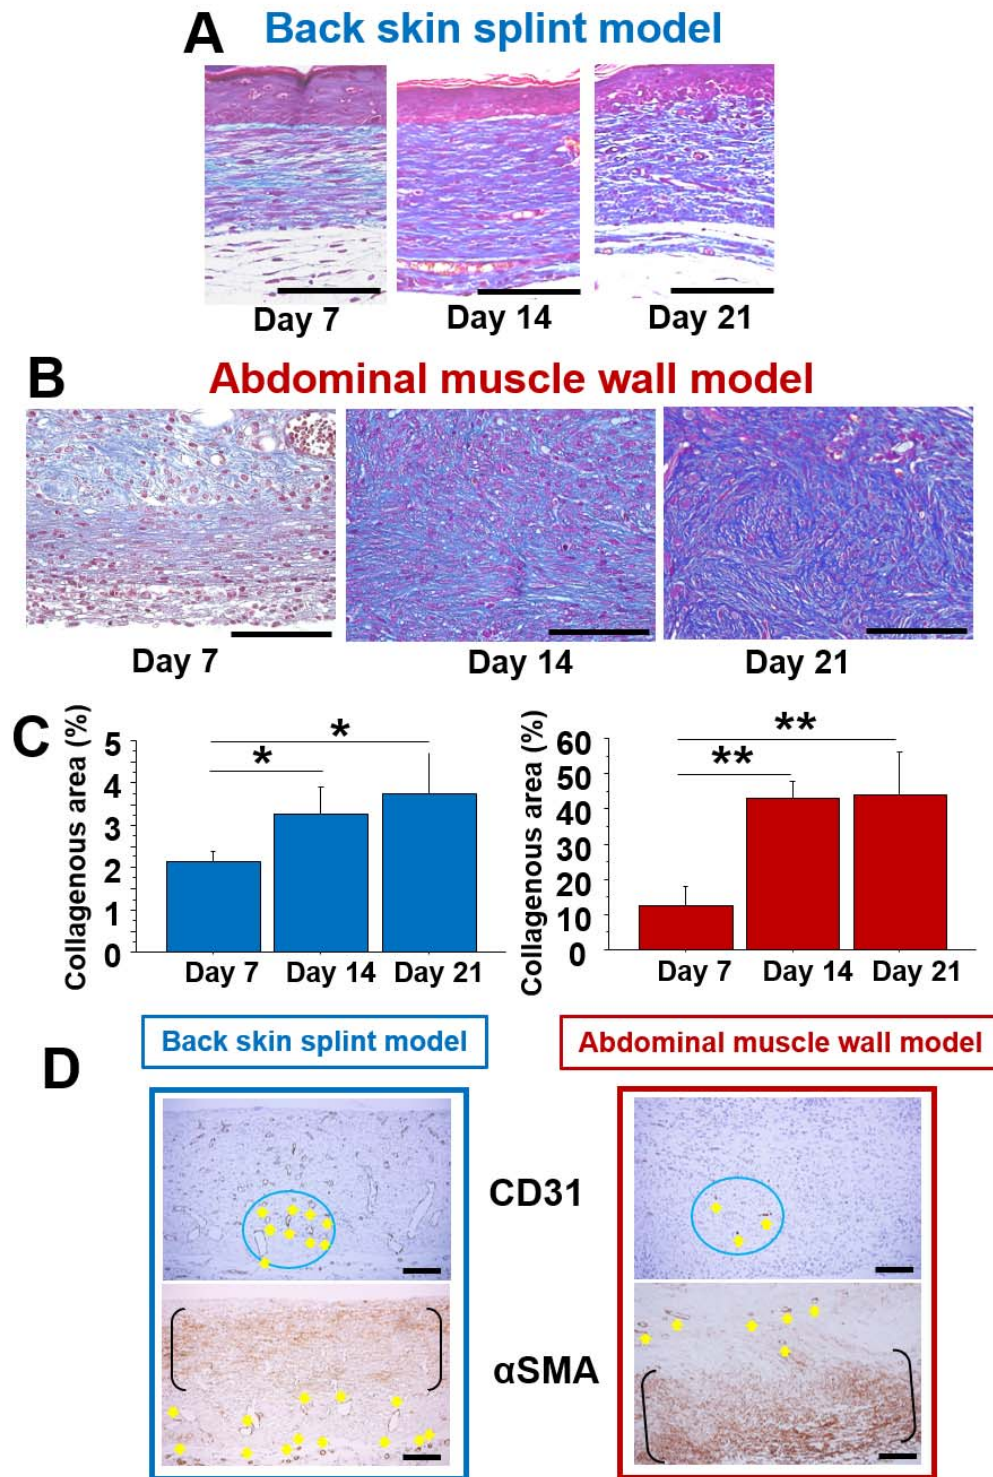 A Back skin splint model
Day 7 Day 14 Day 21
B Abdominal muscle wall model
Day 7 Day 14 Day 21
C
Collagenous area (%)
5
4
3
2
1
0
* *
Day 7 Day 14 Day 21
Collagenous area (%)
60
50
40
30
20
10
0
** **
Day 7 Day 14 Day 21
Back skin splint model Abdominal muscle wall model
D
CD31
αSMA